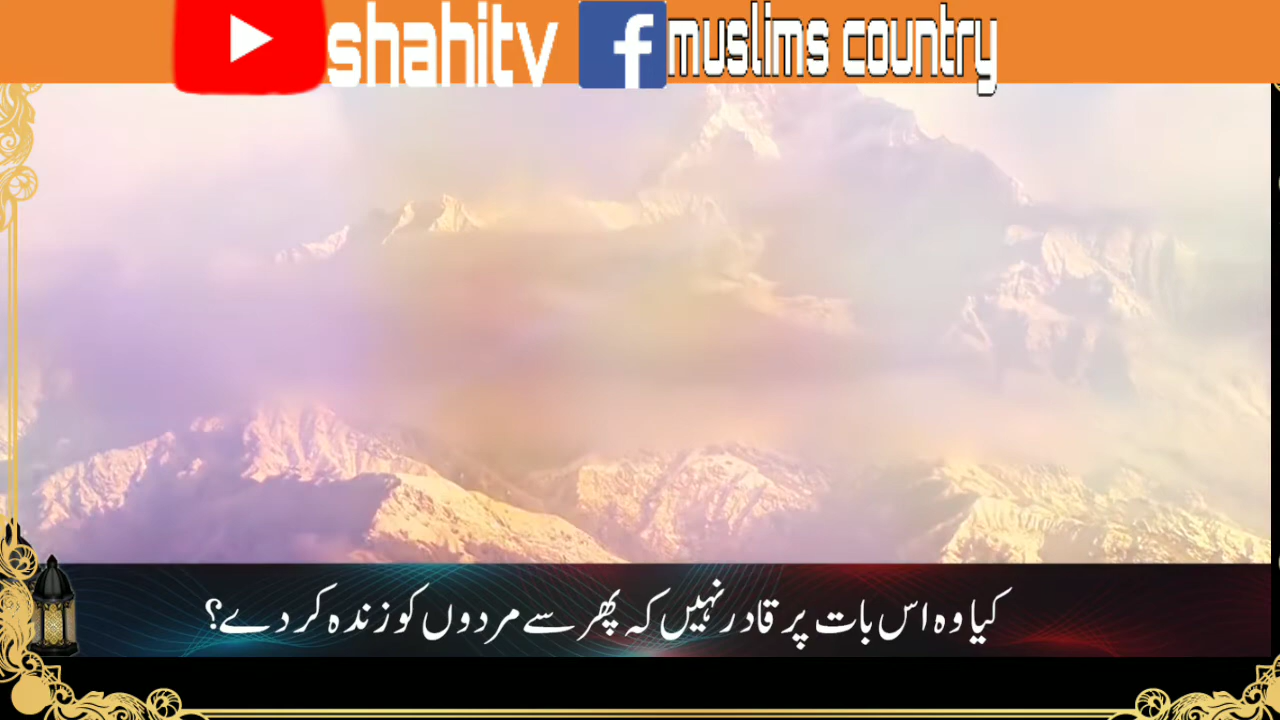 shahitv muslims country
کیا وہ اس بات پر قادر نہیں کہ پھر سے مردوں کو زندہ کر دے؟